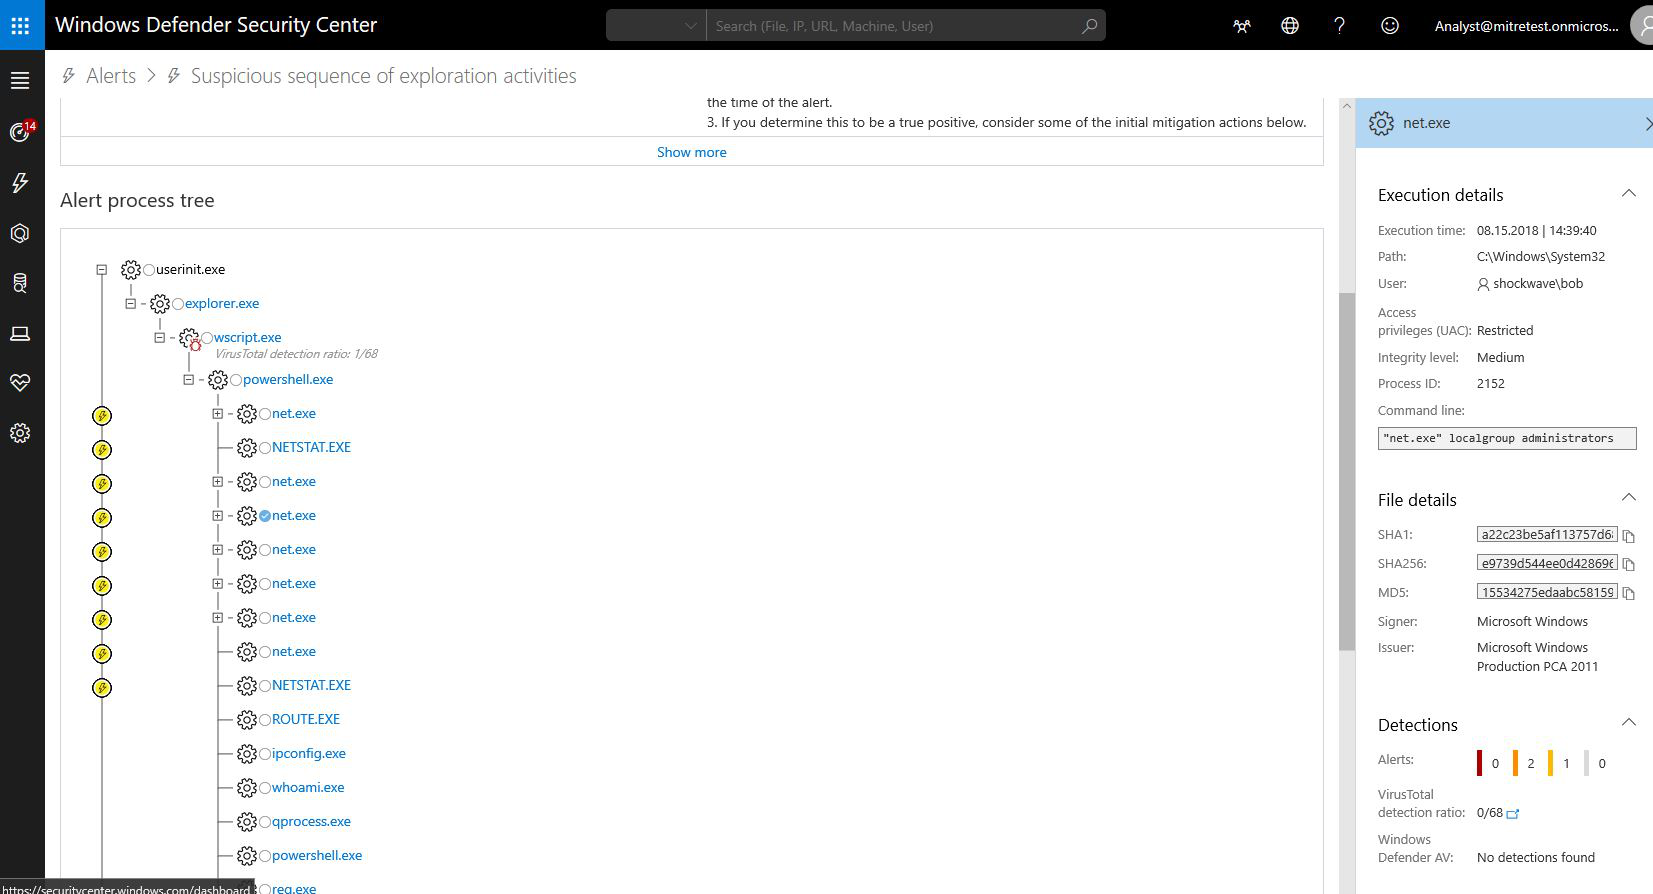 Windows Defender Security Center
Search (File, IP, URL, Machine, User)
Analyst@mitretest.onmicros...
Alerts > Suspicious sequence of exploration activities
14
the time of the alert.
3. If you determine this to be a true positive, consider some of the initial mitigation actions below.
Show more
Alert process tree
userinit.exe
explorer.exe
wscript.exe
VirusTotal detection ratio: 1/68
powershell.exe
net.exe
NETSTAT.EXE
net.exe
net.exe
net.exe
net.exe
net.exe
net.exe
NETSTAT.EXE
ROUTE.EXE
ipconfig.exe
whoami.exe
qprocess.exe
powershell.exe
reg.exe
https://securitycenter.windows.com/dashboard
net.exe
Execution details
Execution time: 08.15.2018 | 14:39:40
Path: C:\Windows\System32
User: shockwave\bob
Access
privileges (UAC): Restricted
Integrity level: Medium
Process ID: 2152
Command line:
"net.exe" localgroup administrators
File details
SHA1: a22c23be5af113757d6
SHA256: e9739d544ee0d428696
MD5: 15534275edaabc58159
Signer: Microsoft Windows
Issuer: Microsoft Windows
Production PCA 2011
Detections
Alerts: 0 2 1 0
VirusTotal
detection ratio: 0/68
Windows
Defender AV: No detections found